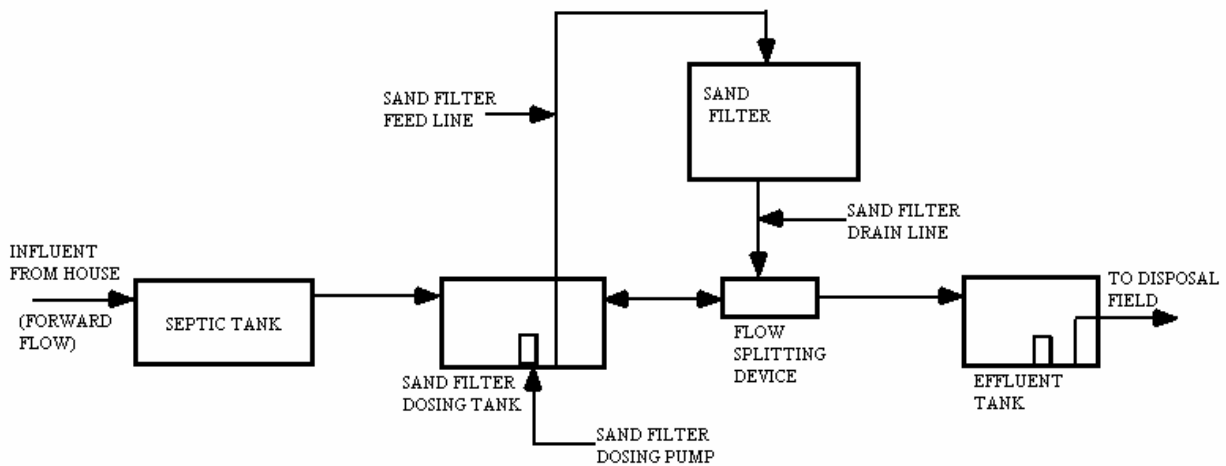 SAND FILTER
FEED LINE
SAND
FILTER
SAND FILTER
DRAIN LINE
INFLUENT
FROM HOUSE
(FORWARD
FLOW)
SEPTIC TANK
SAND FILTER
DOSING TANK
SAND FILTER
DOSING PUMP
FLOW
SPLITTING
DEVICE
TO DISPOSAL
FIELD
EFFLUENT
TANK